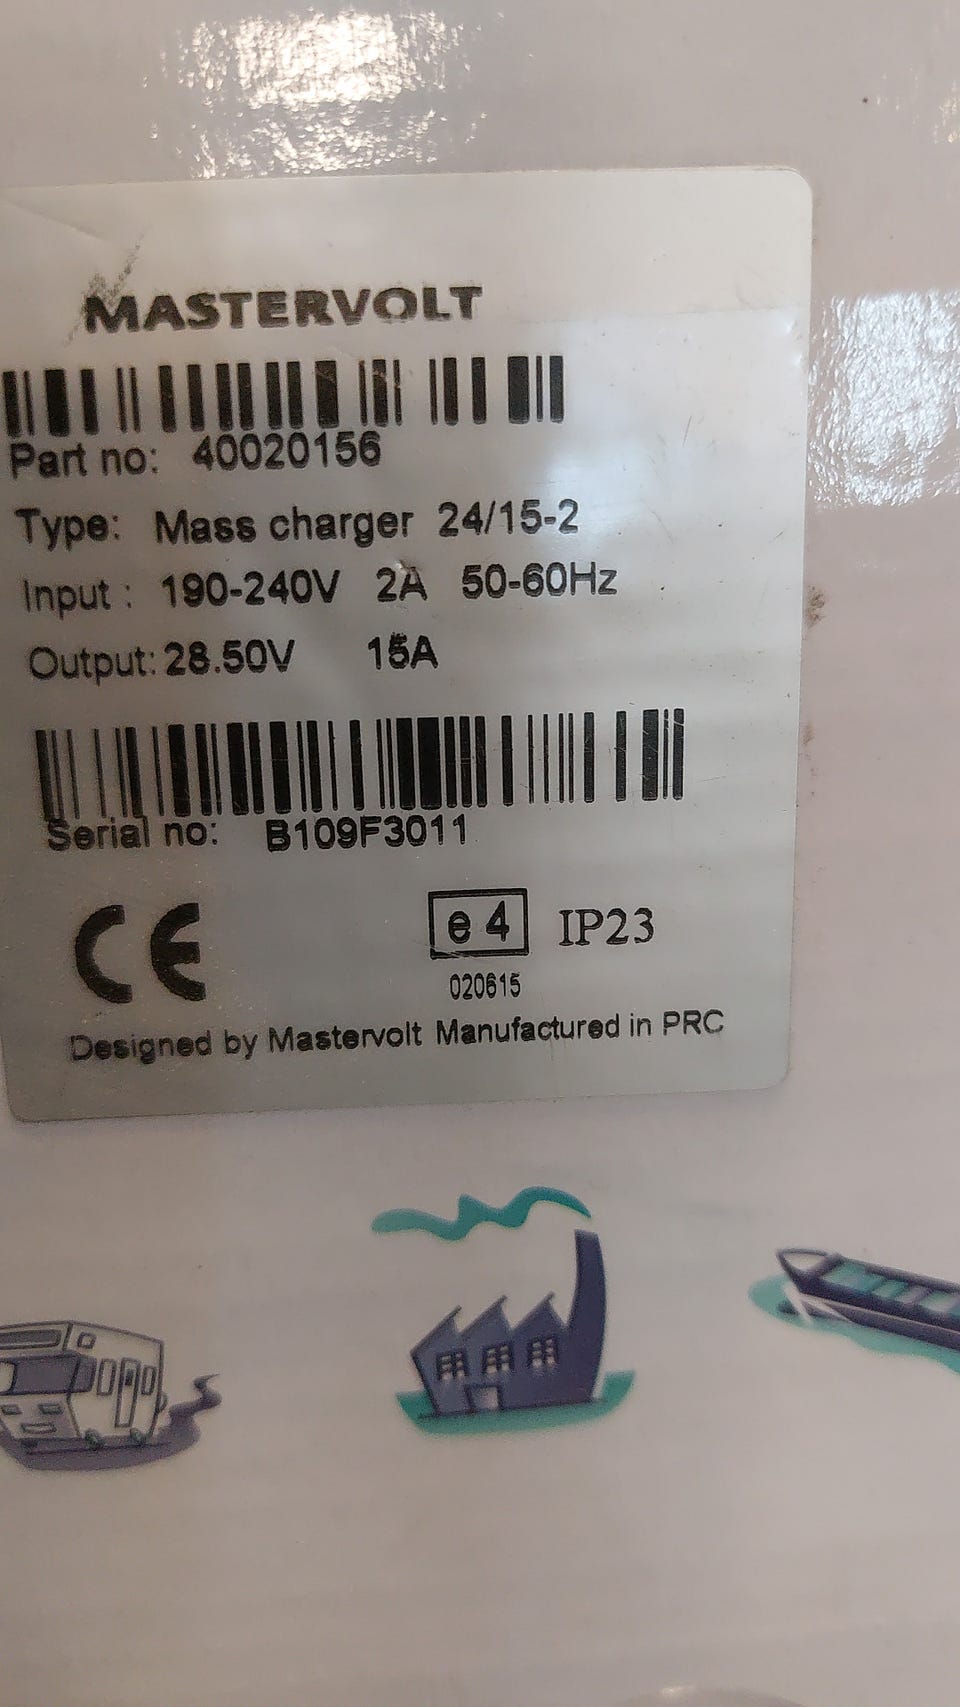 MASTERVOLT
Part no: 40020156
Type: Mass charger 24/15-2
Input : 190-240V 2A 50-60Hz
Output: 28.50V 15A
Serial no: B109F3011
CE e 4 IP23
020615
Designed by Mastervolt Manufactured in PRC